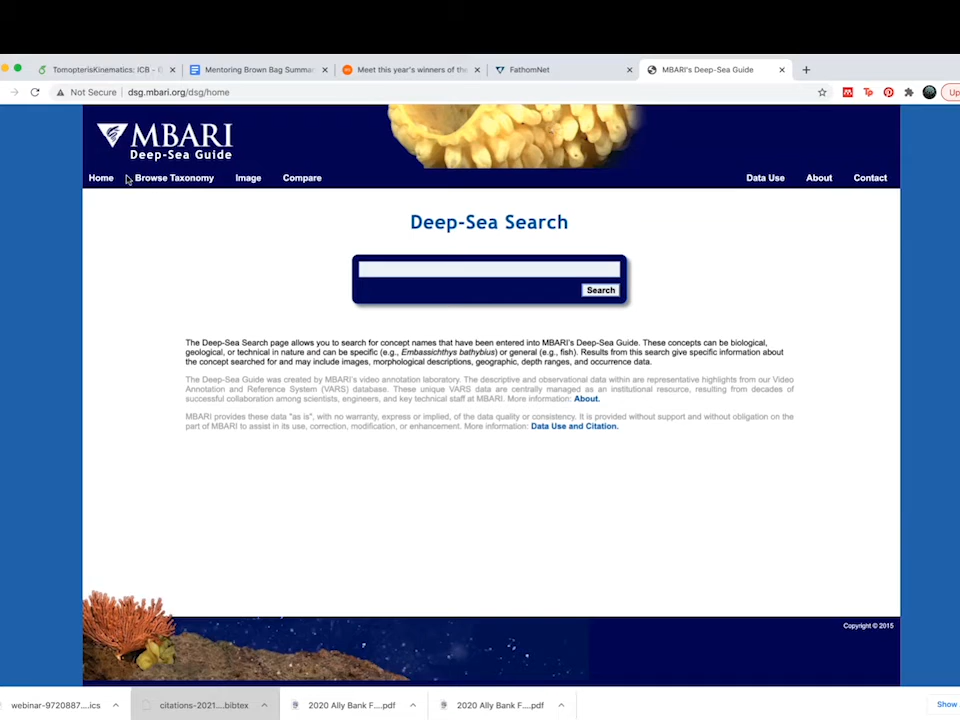 TomopterisKinematics: ICB - 
Mentoring Brown Bag Summar
Meet this year's winners of the
FathomNet
MBARI's Deep-Sea Guide
Not Secure
dsg.mbari.org/dsg/home
Up
MBARI
Deep-Sea Guide
Home
Browse Taxonomy
Image
Compare
Data Use
About
Contact
Deep-Sea Search
Search
The Deep-Sea Search page allows you to search for concept names that have been entered into MBARI's Deep-Sea Guide. These concepts can be biological,
geological, or technical in nature and can be specific (e.g., Embassichthys bathybius) or general (e.g., fish). Results from this search give specific information about
the concept searched for and may include images, morphological descriptions, geographic, depth ranges, and occurrence data.
The Deep-Sea Guide was created by MBARI's video annotation laboratory. The descriptive and observational data within are representative highlights from our Video
Annotation and Reference System (VARS) database. These unique VARS data are centrally managed as an institutional resource, resulting from decades of
successful collaboration among scientists, engineers, and key technical staff at MBARI. More information: About.
MBARI provides these data "as is", with no warranty, express or implied, of the data quality or consistency. It is provided without support and without obligation on the
part of MBARI to assist in its use, correction, modification, or enhancement. More information: Data Use and Citation.
Copyright © 2015
webinar-9720887....ics
citations-2021....bibtex
2020 Ally Bank F....pdf
2020 Ally Bank F....pdf
Show